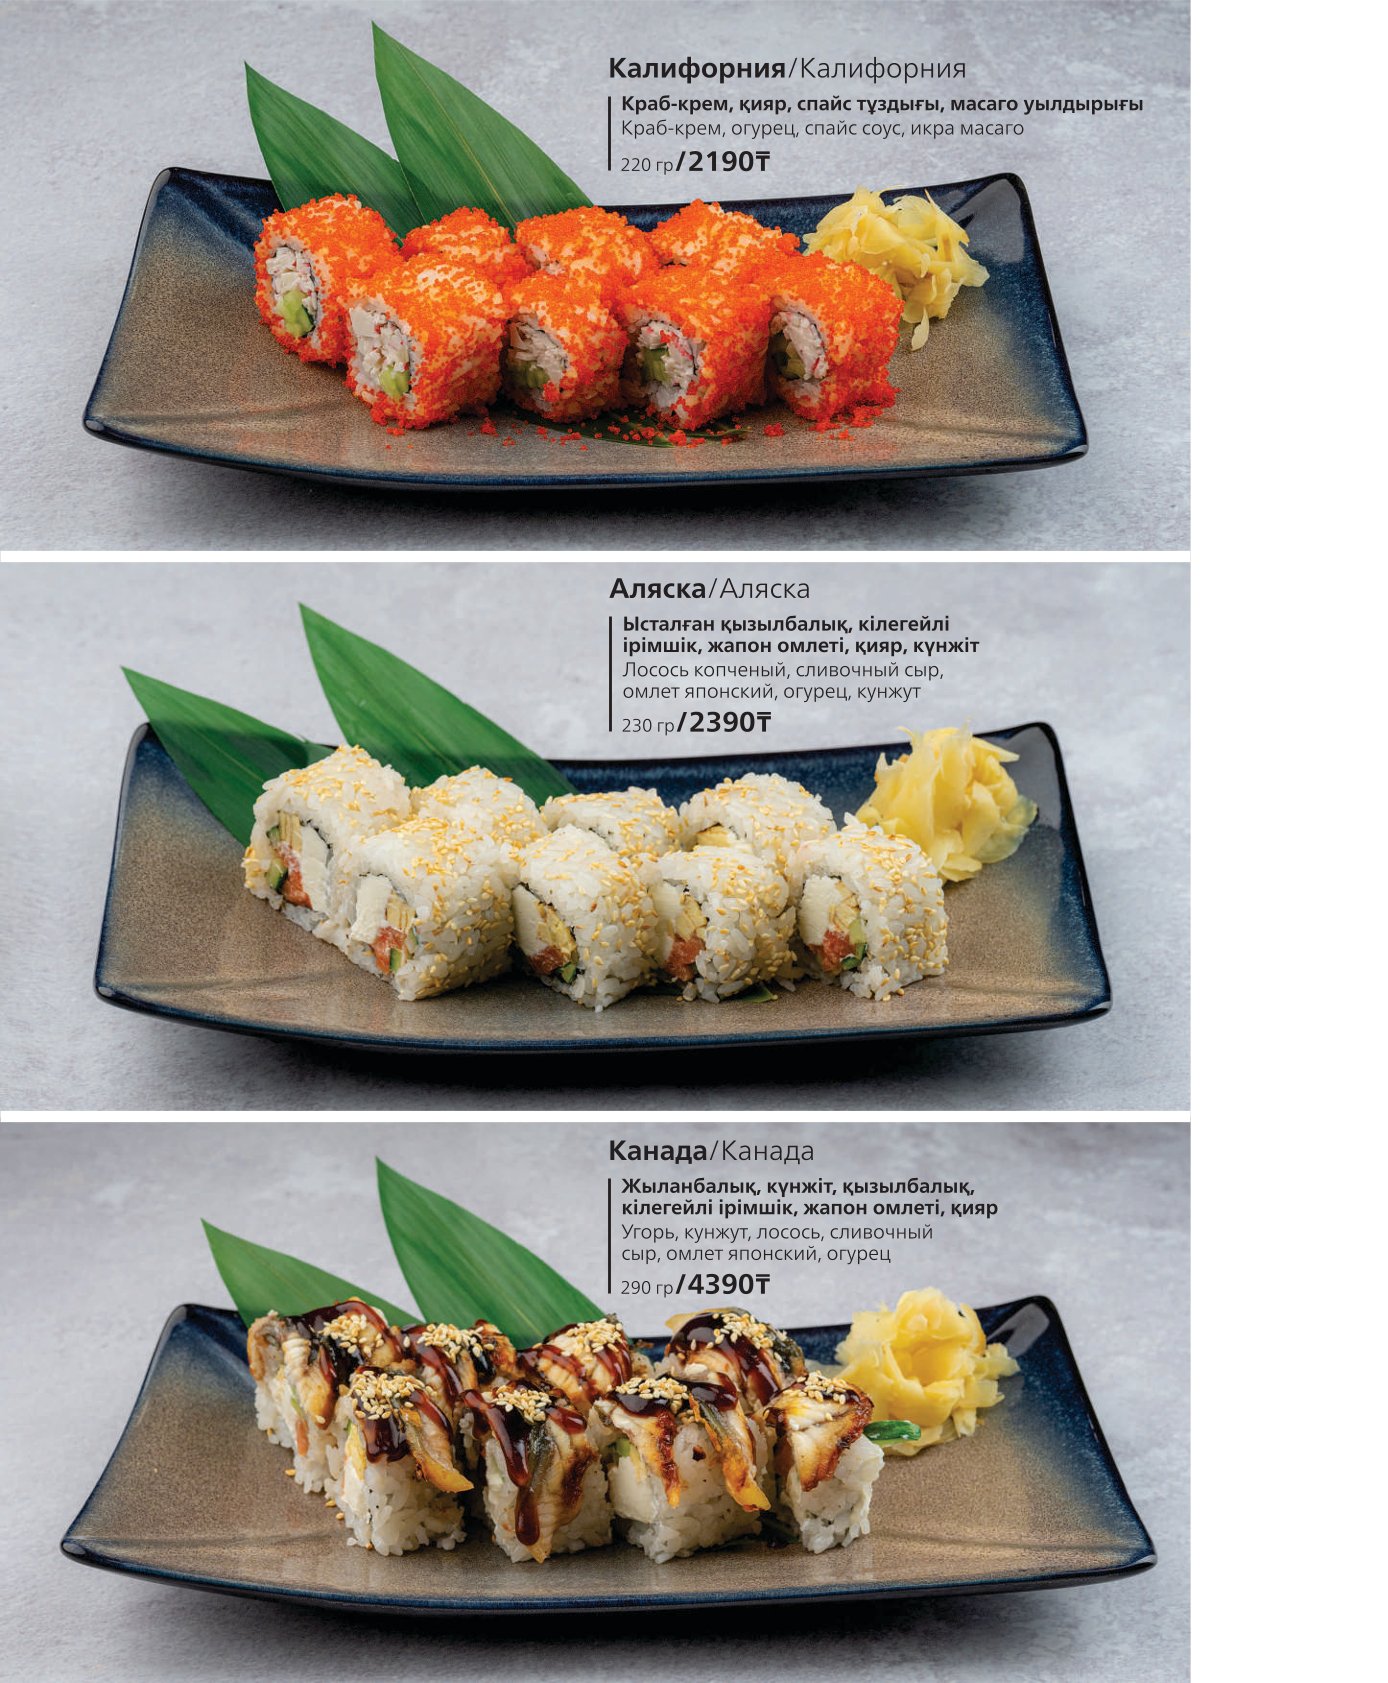 Калифорния/Калифорния
Краб-крем, қияр, спайс тұздығы, масаго уылдырығы
Краб-крем, огурец, спайс соус, икра масаго
220 гр/2190₸
Аляска/Аляска
Ысталған қызылбалық, кілегейлі
ірімшік, жапон омлеті, қияр, күнжіт
Лосось копченый, сливочный сыр,
омлет японский, огурец, кунжут
230 гр/2390₸
Канада/Канада
Жыланбалық, күнжіт, қызылбалық,
кілегейлі ірімшік, жапон омлеті, қияр
Угорь, кунжут, лосось, сливочный
сыр, омлет японский, огурец
290 гр/4390₸